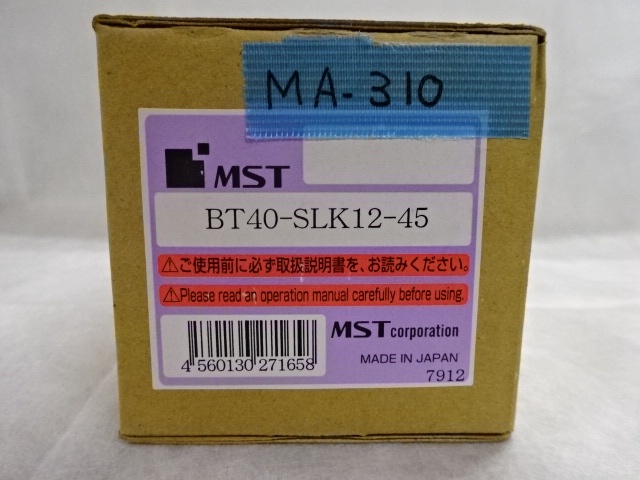 MA-310
MST
BT40-SLK12-45
⚠ご使用前に必ず取扱説明書を、お読みください。
⚠Please read an operation manual carefully before using.
4 560130 271658
MST corporation
MADE IN JAPAN
7912